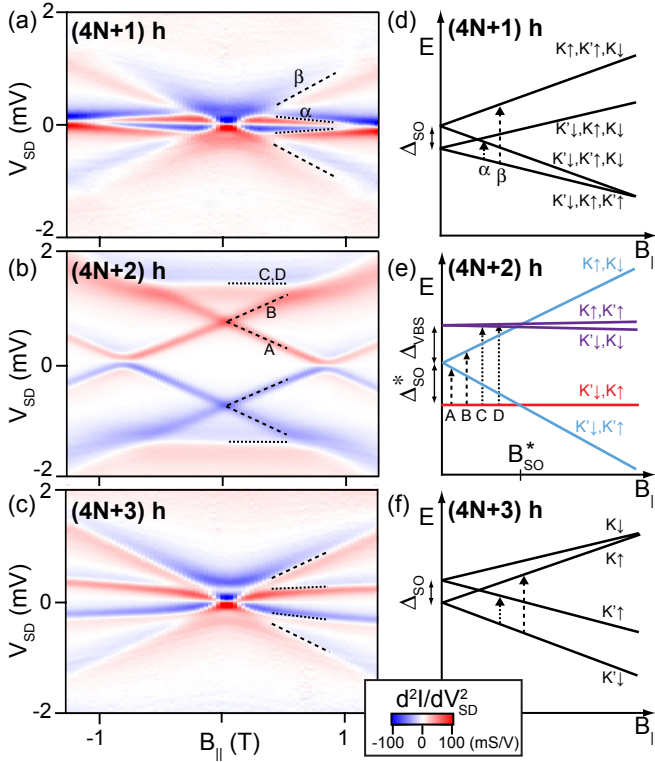 (a) (4N+1) h
β
α
V_SD (mV)
2
0
-2
(d) (4N+1) h
E
K↑,K'↑,K↓
K'↓,K↑,K↓
K'↓,K'↑,K↓
K'↓,K↑,K'↑
Δ_SO
α β
B_||
(b) (4N+2) h
C,D
B
A
V_SD (mV)
0
-2
(e) (4N+2) h
E
K↑,K↓
K↑,K'↑
K'↓,K↓
K'↓,K↑
K'↓,K'↑
Δ_VBS
Δ*_SO
A B C D
B*_SO
B_||
(c) (4N+3) h
V_SD (mV)
2
0
-2
-1 0 1
B_|| (T)
(f) (4N+3) h
E
K↓
K↑
K'↑
K'↓
Δ_SO
B_||
d²I/dV²_SD
-100 0 100 (mS/V)